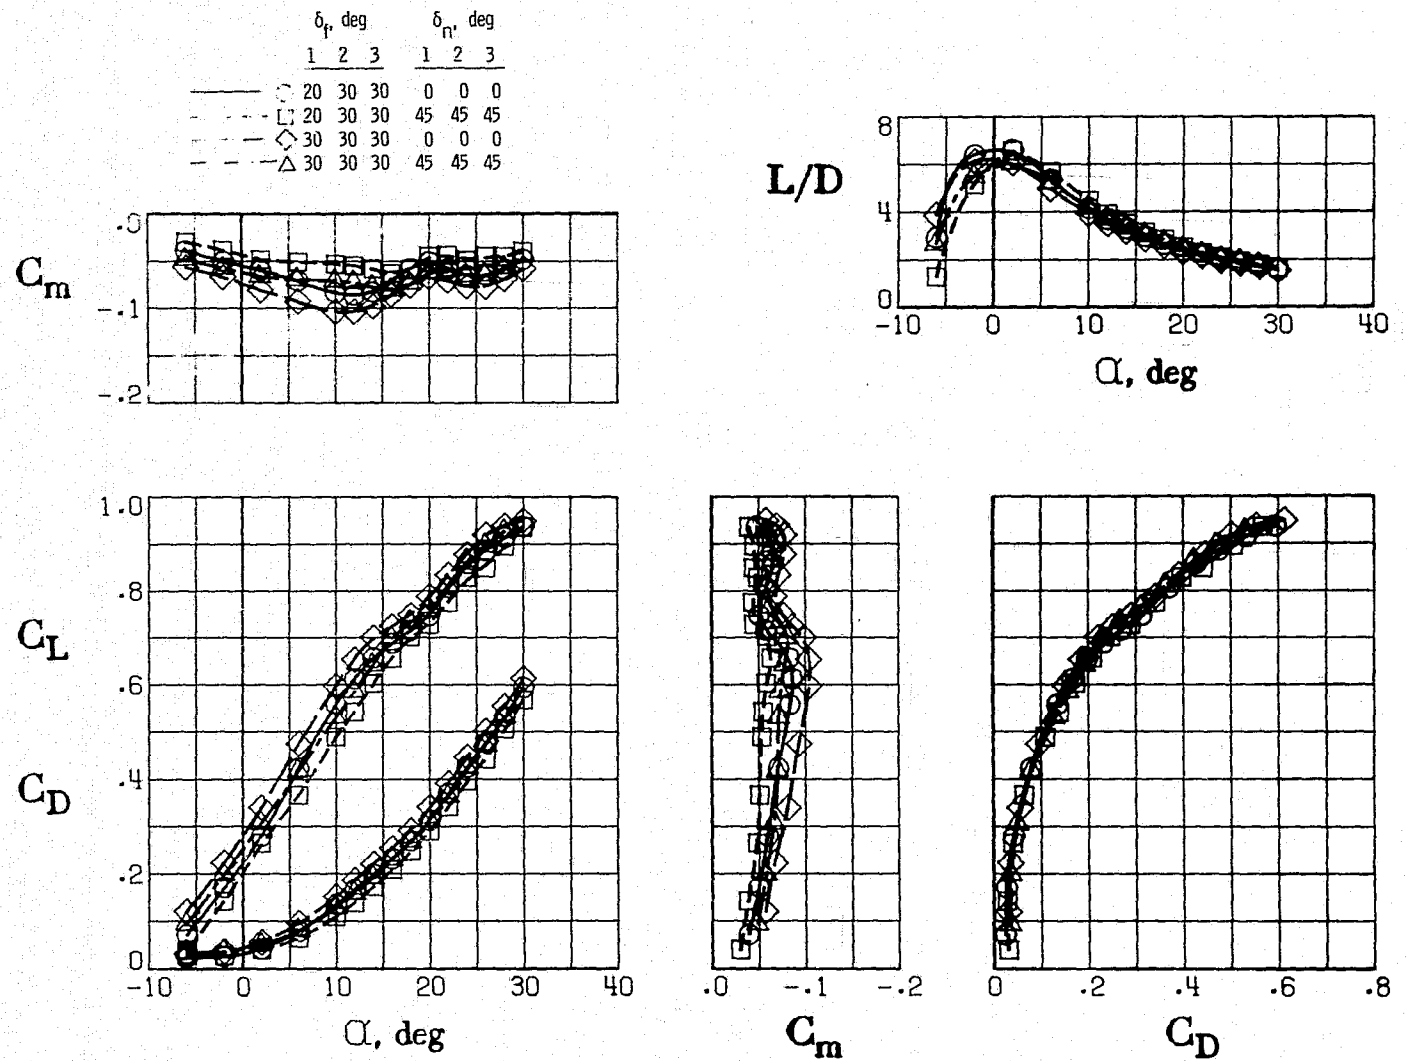 δf, deg δn, deg
1 2 3 1 2 3
20 30 30 0 0 0
20 30 30 45 45 45
30 30 30 0 0 0
30 30 30 45 45 45
Cm
.0
-.1
-.2
L/D
8
4
0
-10 0 10 20 30 40
α, deg
CL
CD
1.0
.8
.6
.4
.2
0
-10 0 10 20 30 40
α, deg
.0 -.1 -.2
Cm
0 .2 .4 .6 .8
CD